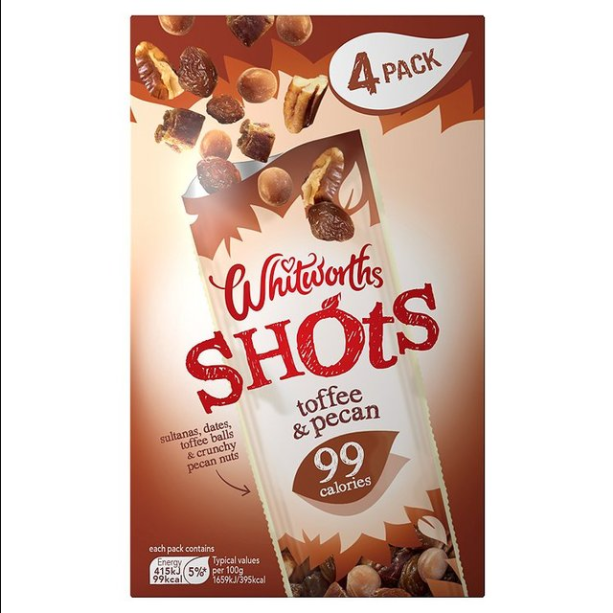 4 PACK
Whitworths
SHOtS
toffee
& pecan
99
calories
sultanas, dates,
toffee balls
& crunchy
pecan nuts
each pack contains
Energy
415kJ
99kcal
5%*
Typical values
per 100g
1659kJ/395kcal